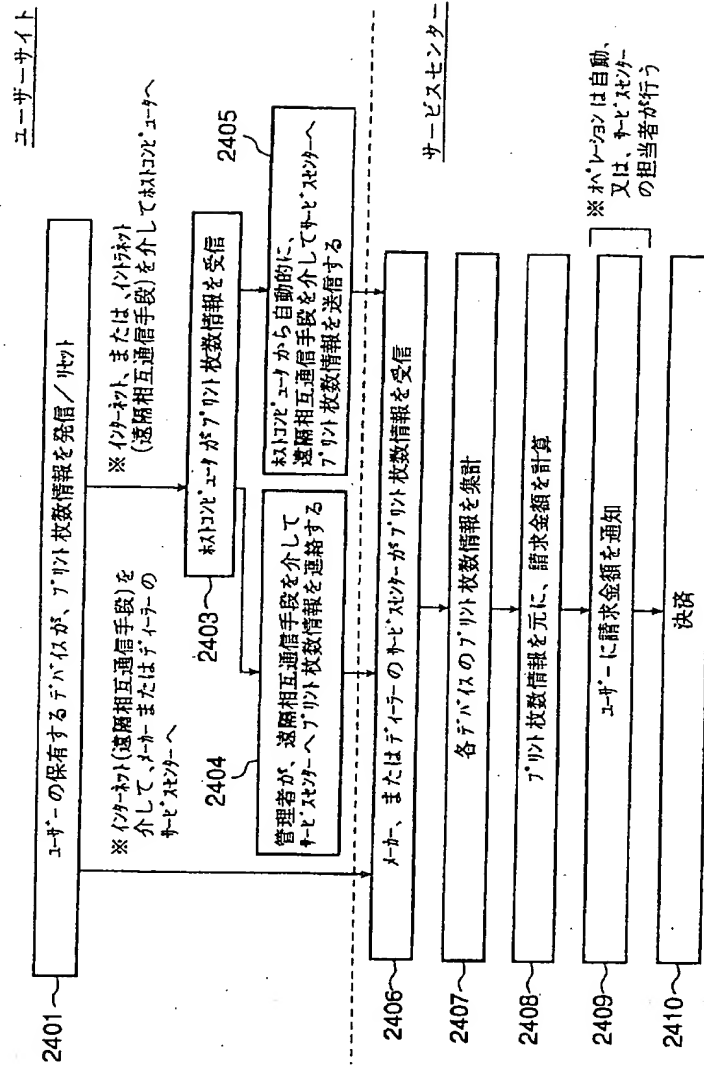 ユーザーサイト
2401
ユーザーの保有するデバイスが、プリント枚数情報を発信/リセット
※インターネット(遠隔相互通信手段)を
介して、メーカーまたはディーラーの
サービスセンターへ
※インターネット、または、イントラネット
(遠隔相互通信手段)を介してホストコンピュータへ
2403
ホストコンピュータがプリント枚数情報を受信
2404
管理者が、遠隔相互通信手段を介して
サービスセンターへプリント枚数情報を連絡する
2405
ホストコンピュータから自動的に、
遠隔相互通信手段を介してサービスセンターへ
プリント枚数情報を送信する
サービスセンター
2406
メーカー、またはディーラーのサービスセンターがプリント枚数情報を受信
2407
各デバイスのプリント枚数情報を集計
2408
プリント枚数情報を元に、請求金額を計算
2409
ユーザーに請求金額を通知
※オペレーションは自動、
又は、サービスセンター
の担当者が行う
2410
決済